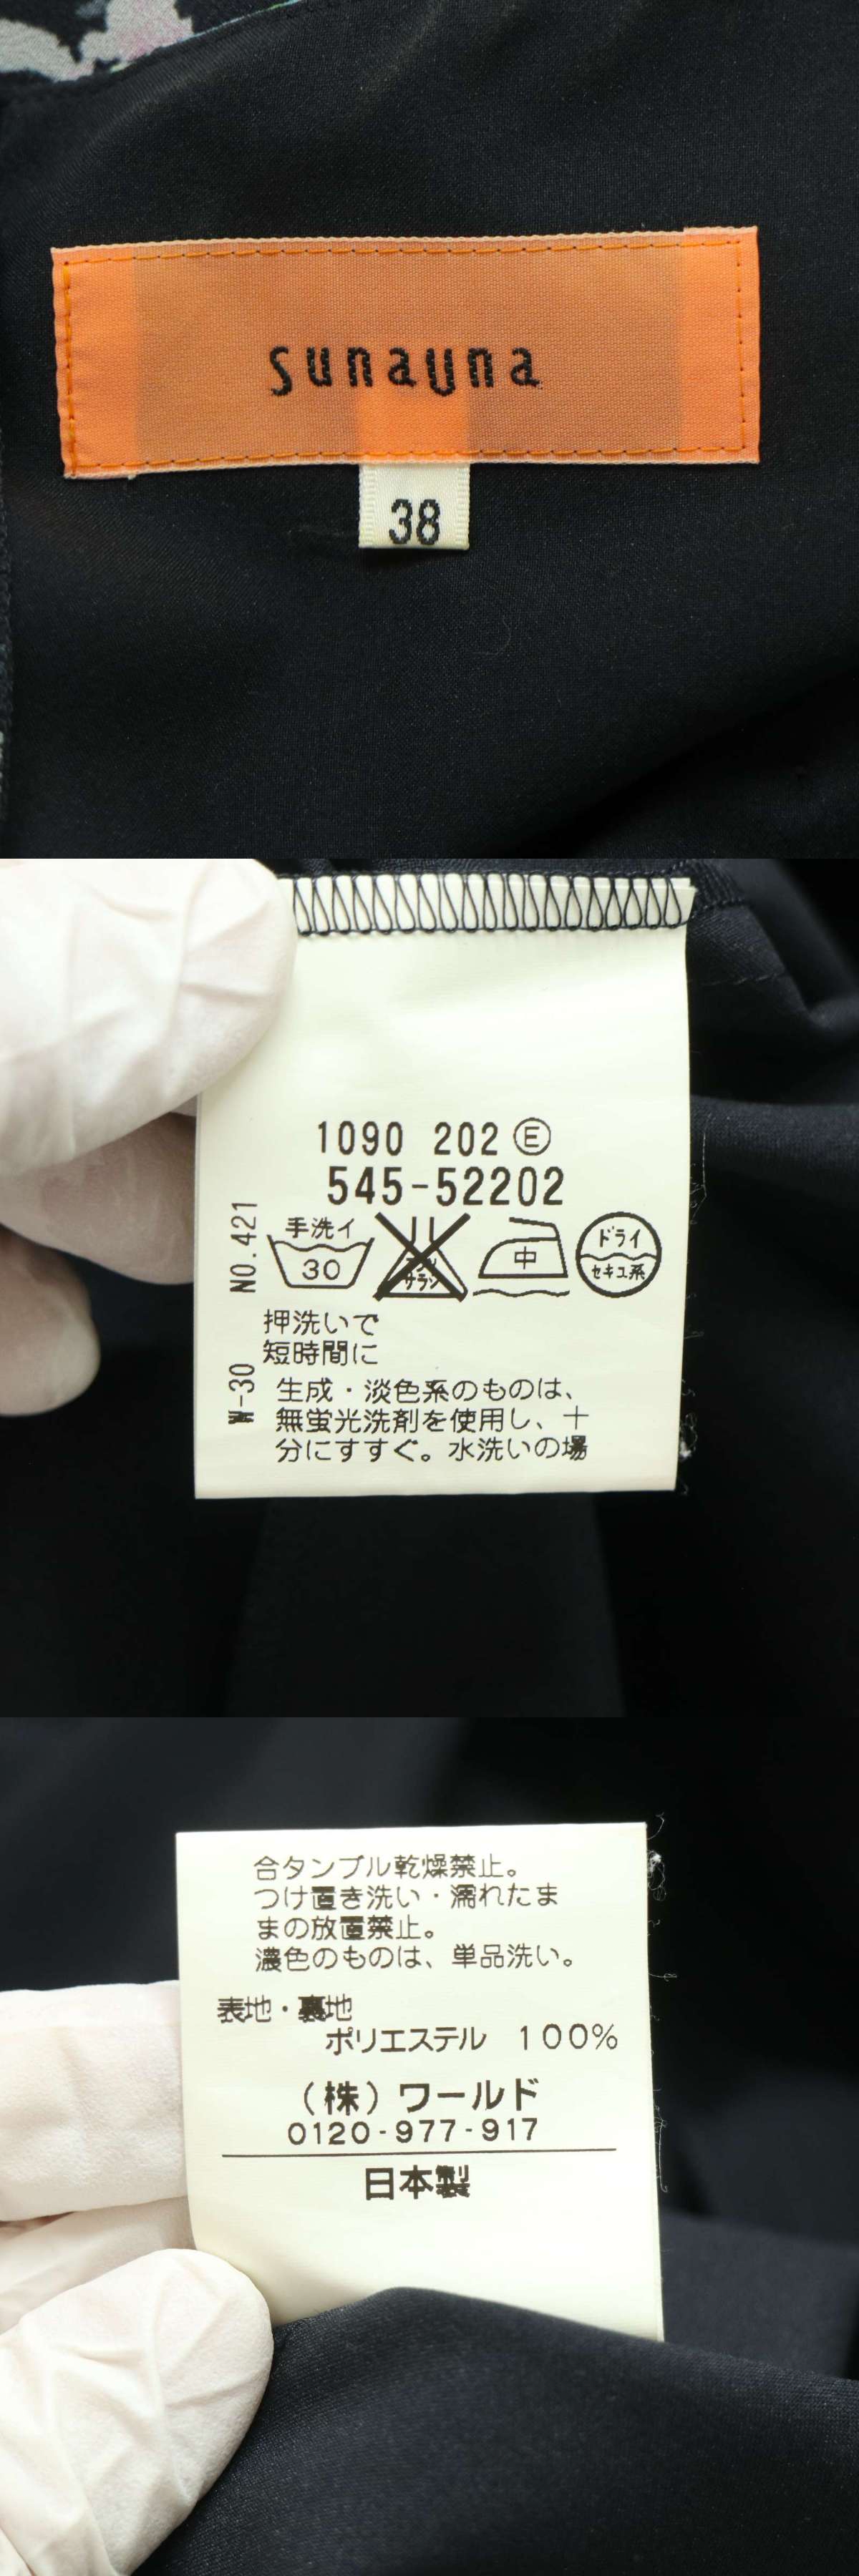 sunauna
38
1090 202 Ⓔ
545-52202
NO.421
手洗イ
30
サラシ
中
ドライ
セキユ系
押洗いで
短時間に
W-30
生成・淡色系のものは、
無蛍光洗剤を使用し、十
分にすすぐ。水洗いの場
合タンブル乾燥禁止。
つけ置き洗い・濡れたま
まの放置禁止。
濃色のものは、単品洗い。
表地・裏地
ポリエステル 100%
(株)ワールド
0120-977-917
日本製